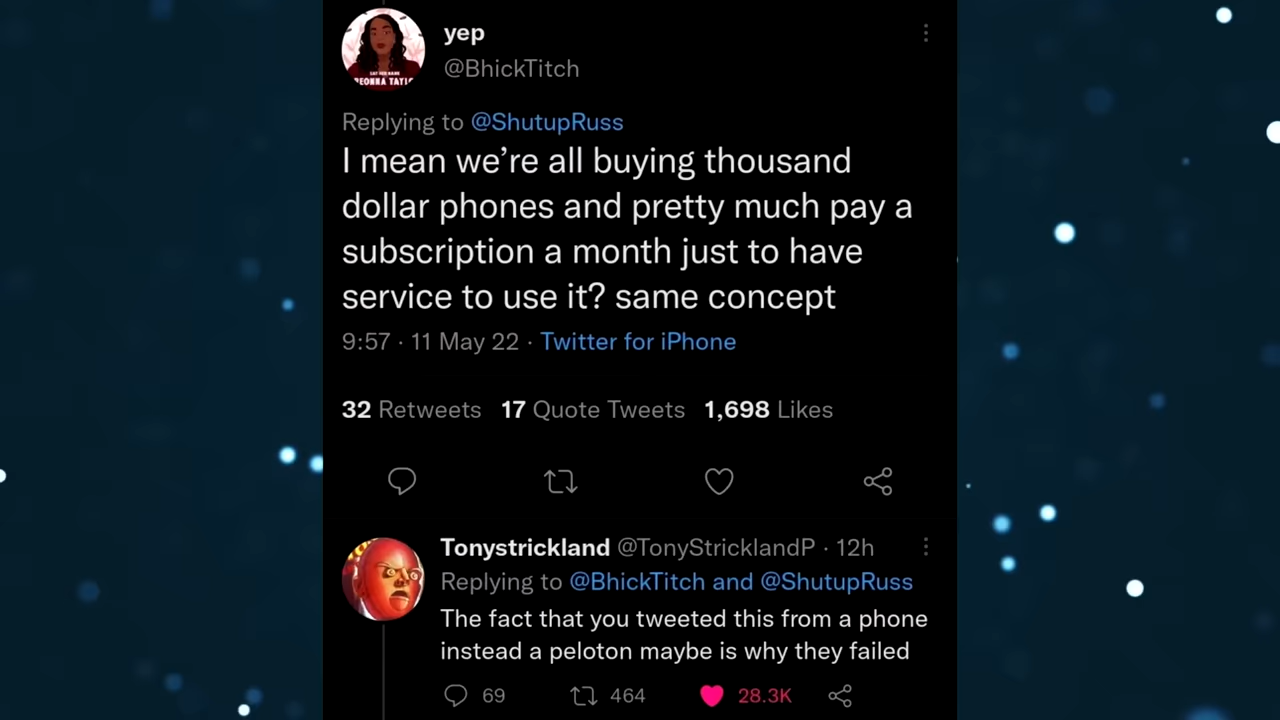 yep
@BhickTitch
Replying to @ShutupRuss
I mean we’re all buying thousand
dollar phones and pretty much pay a
subscription a month just to have
service to use it? same concept
9:57 · 11 May 22 · Twitter for iPhone
32 Retweets 17 Quote Tweets 1,698 Likes
Tonystrickland @TonyStricklandP · 12h
Replying to @BhickTitch and @ShutupRuss
The fact that you tweeted this from a phone
instead a peloton maybe is why they failed
69 464 28.3K